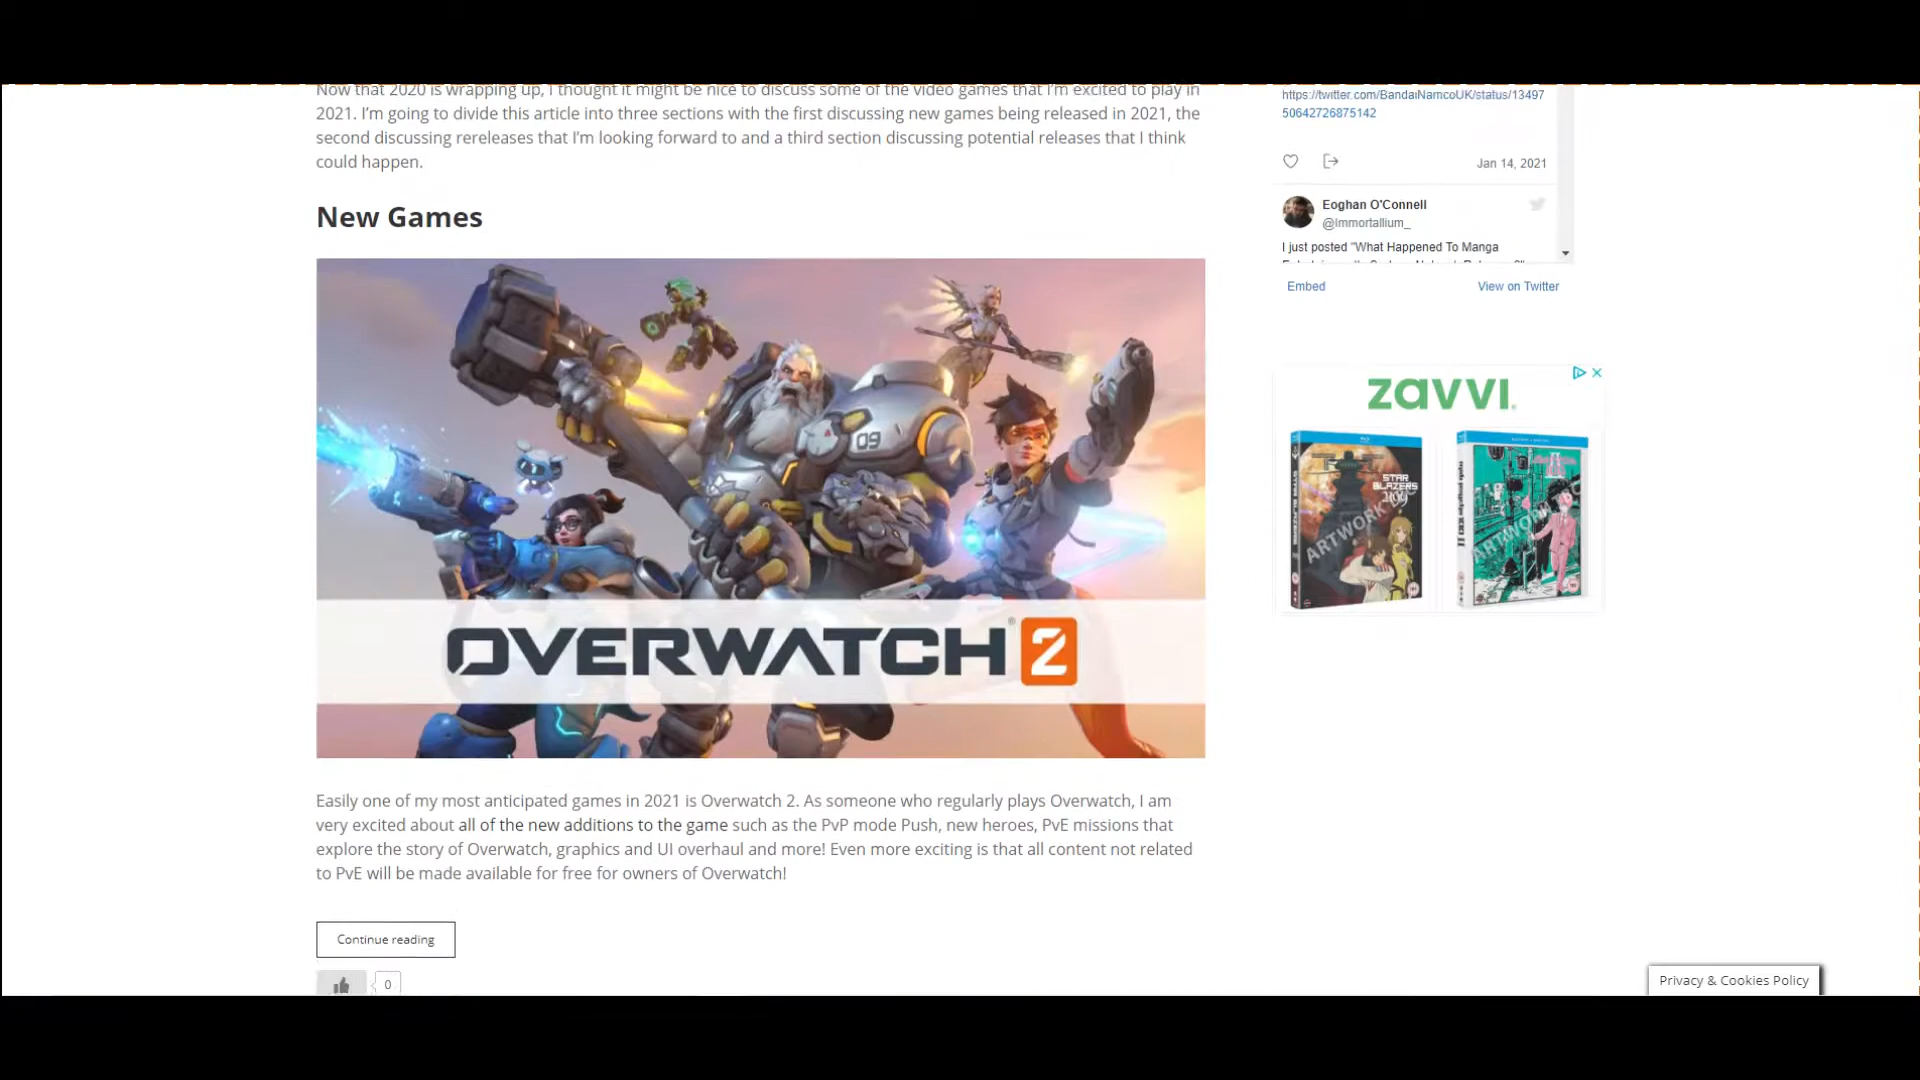 Now that 2020 is wrapping up, I thought it might be nice to discuss some of the video games that I'm excited to play in
2021. I'm going to divide this article into three sections with the first discussing new games being released in 2021, the
second discussing rereleases that I'm looking forward to and a third section discussing potential releases that I think
could happen.
New Games
09
OVERWATCH 2
®
Easily one of my most anticipated games in 2021 is Overwatch 2. As someone who regularly plays Overwatch, I am
very excited about all of the new additions to the game such as the PvP mode Push, new heroes, PvE missions that
explore the story of Overwatch, graphics and UI overhaul and more! Even more exciting is that all content not related
to PvE will be made available for free for owners of Overwatch!
Continue reading
0
https://twitter.com/BandaiNamcoUK/status/13497
50642726875142
Jan 14, 2021
Eoghan O'Connell
@Immortallium_
I just posted "What Happened To Manga
Embed
View on Twitter
zavvi.
STAR
BLAZERS
ARTWORK
ARTWORK
Privacy & Cookies Policy